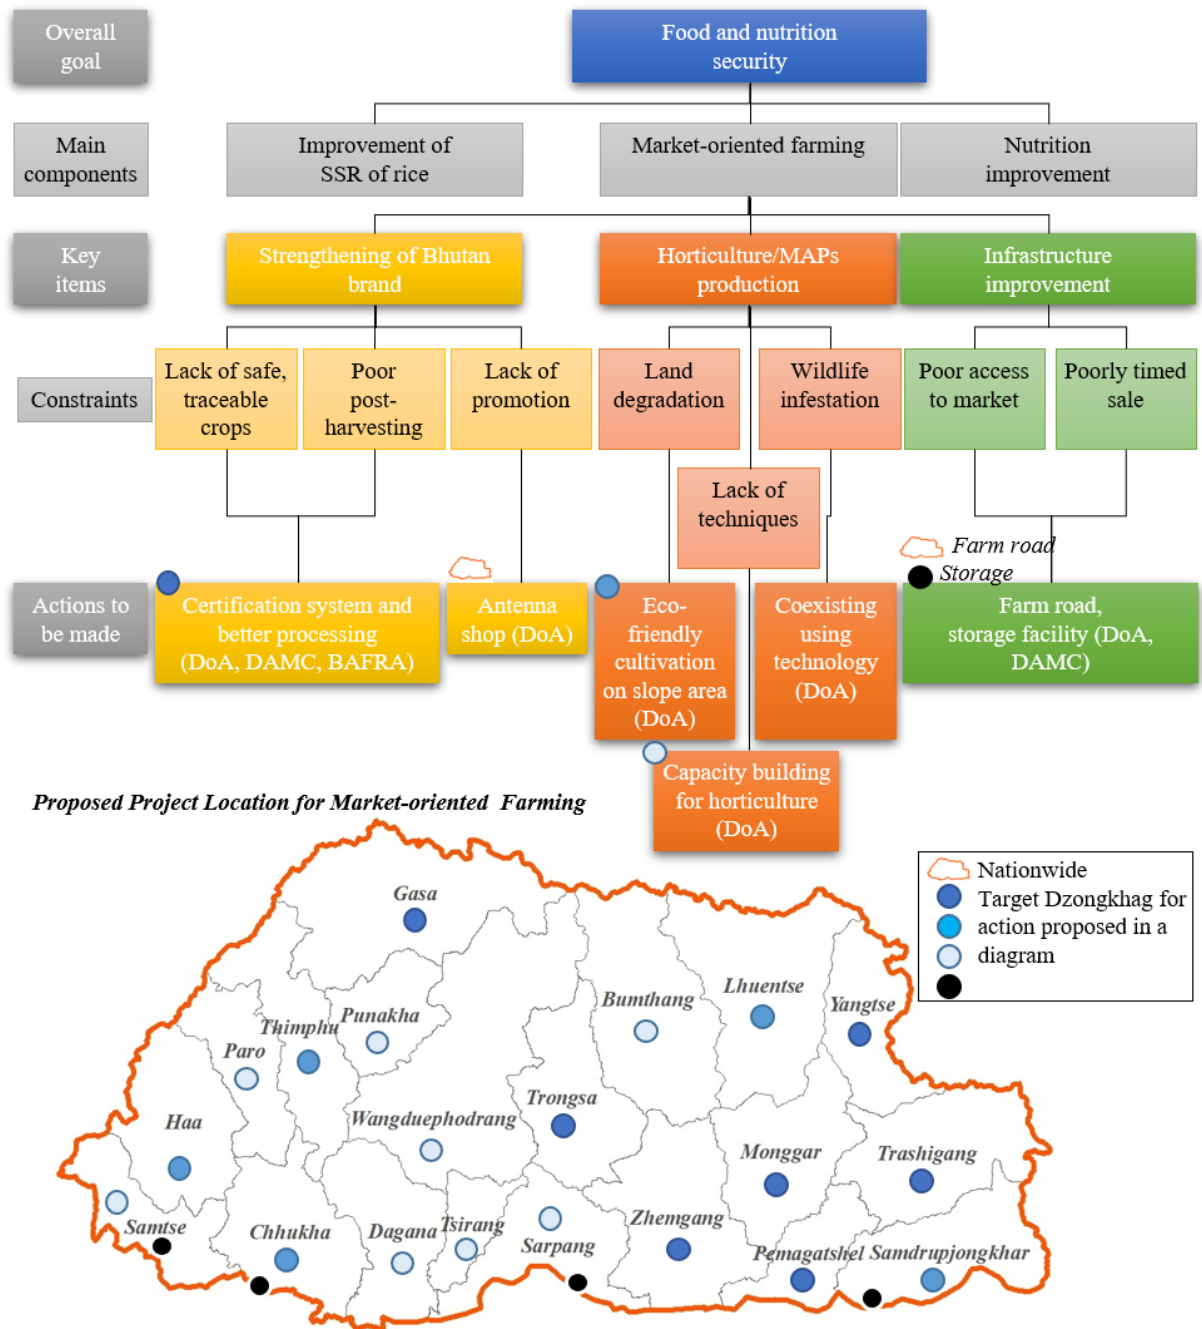 Overall
goal
Food and nutrition
security
Main
components
Improvement of
SSR of rice
Market-oriented farming
Nutrition
improvement
Key
items
Strengthening of Bhutan
brand
Horticulture/MAPs
production
Infrastructure
improvement
Constraints
Lack of safe,
traceable
crops
Poor
post-
harvesting
Lack of
promotion
Land
degradation
Wildlife
infestation
Poor access
to market
Poorly timed
sale
Lack of
techniques
Farm road
Storage
Actions to
be made
Certification system and
better processing
(DoA, DAMC, BAFRA)
Antenna
shop (DoA)
Eco-
friendly
cultivation
on slope area
(DoA)
Coexisting
using
technology
(DoA)
Farm road,
storage facility (DoA,
DAMC)
Capacity building
for horticulture
(DoA)
Proposed Project Location for Market-oriented Farming
Nationwide
Target Dzongkhag for
action proposed in a
diagram
Gasa
Punakha
Thimphu
Paro
Bumthang
Lhuentse
Yangtse
Haa
Wangduephodrang
Trongsa
Monggar
Trashigang
Samtse
Chhukha
Dagana
Tsirang
Sarpang
Zhemgang
Pemagatshel
Samdrupjongkhar